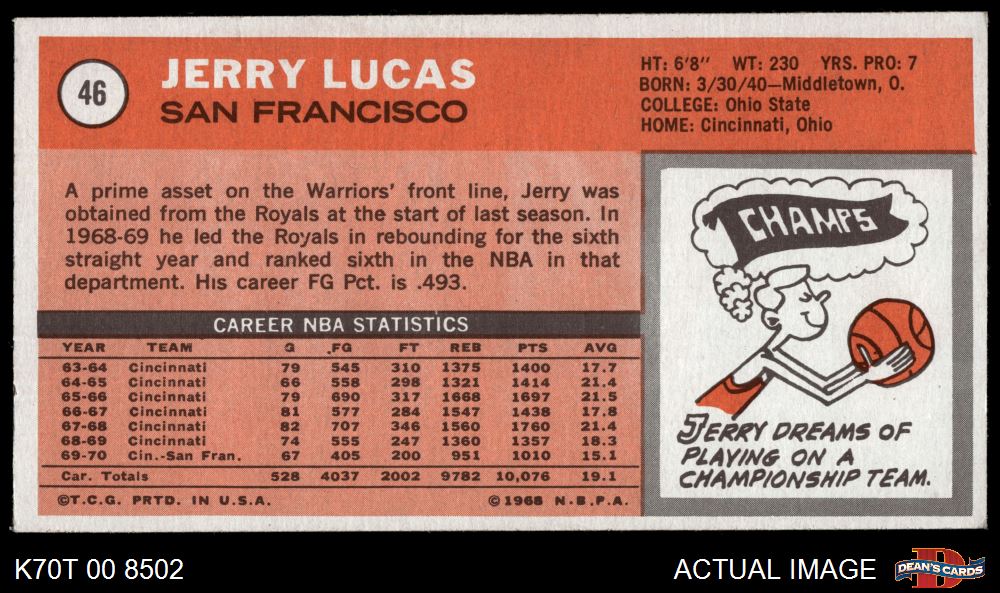 46
JERRY LUCAS
SAN FRANCISCO
HT: 6'8" WT: 230 YRS. PRO: 7
BORN: 3/30/40—Middletown, O.
COLLEGE: Ohio State
HOME: Cincinnati, Ohio
A prime asset on the Warriors' front line, Jerry was
obtained from the Royals at the start of last season. In
1968-69 he led the Royals in rebounding for the sixth
straight year and ranked sixth in the NBA in that
department. His career FG Pct. is .493.
CAREER NBA STATISTICS
YEAR TEAM G FG FT REB PTS AVG
63-64 Cincinnati 79 545 310 1375 1400 17.7
64-65 Cincinnati 66 558 298 1321 1414 21.4
65-66 Cincinnati 79 690 317 1668 1697 21.5
66-67 Cincinnati 81 577 284 1547 1438 17.8
67-68 Cincinnati 82 707 346 1560 1760 21.4
68-69 Cincinnati 74 555 247 1360 1357 18.3
69-70 Cin.-San Fran. 67 405 200 951 1010 15.1
Car. Totals 528 4037 2002 9782 10,076 19.1
©T.C.G. PRTD. IN U.S.A. ©1968 N.B.P.A.
CHAMPS
JERRY DREAMS OF
PLAYING ON A
CHAMPIONSHIP TEAM.
K70T 00 8502
ACTUAL IMAGE
D
DEAN'S CARDS